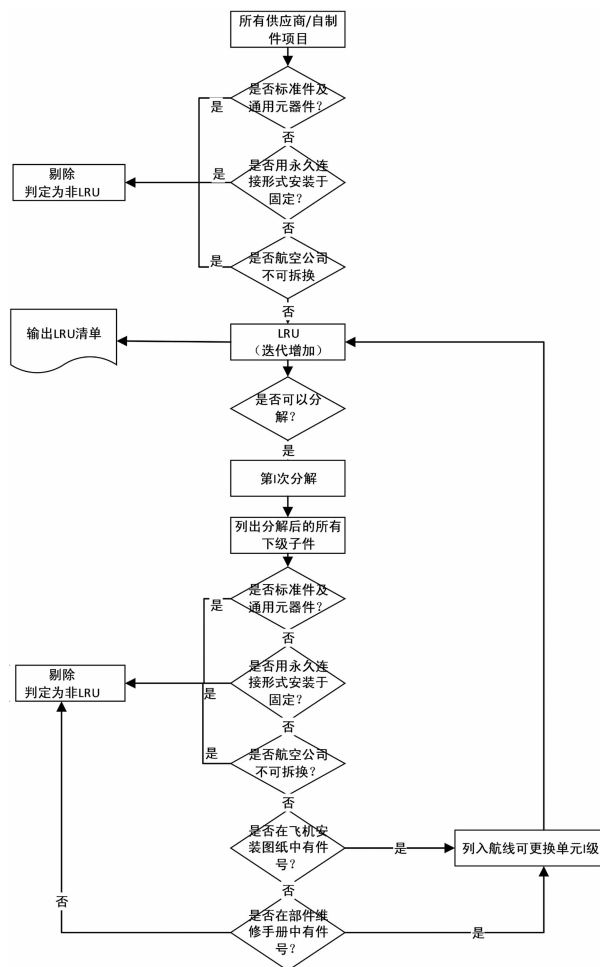 所有供应商/自制
件项目
是否标准件及
通用元器件？
是
否
是否用永久连
接形式安装于
固定？
是
剔除
判定为非LRU
否
是否航空公司
不可拆换
是
否
LRU
（迭代增加）
输出LRU清单
是否可以分
解？
是
第I次分解
列出分解后的所有
下级子件
是否标准件及
通用元器件？
是
否
是否用永久连
接形式安装于
固定？
是
剔除
判定为非LRU
否
是否航空公司
不可拆换？
是
否
是否在飞机安
装图纸中有件
号？
是
列入航线可更换单元I级
否
是否在部件维
修手册中有件
号？
否
是